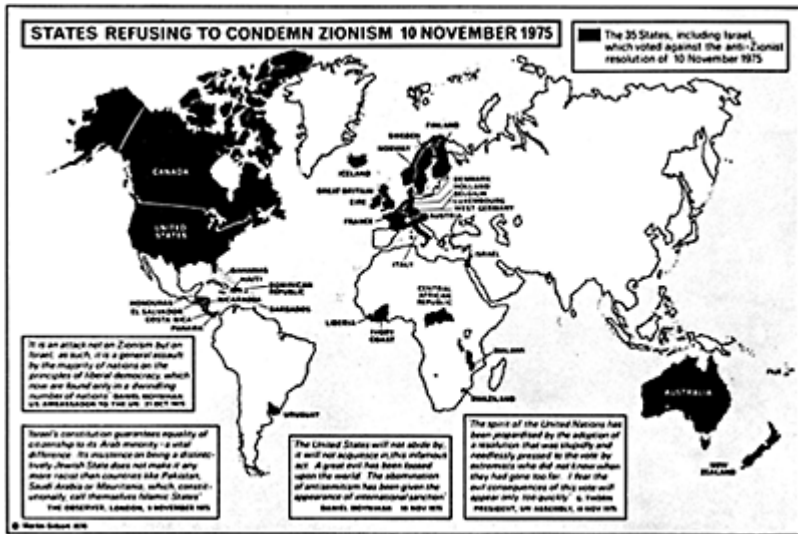 STATES REFUSING TO CONDEMN ZIONISM 10 NOVEMBER 1975
The 35 States, including Israel,
which voted against the anti-Zionist
resolution of 10 November 1975
FINLAND
SWEDEN
NORWAY
ICELAND
CANADA
GREAT BRITAIN
EIRE
DENMARK
HOLLAND
BELGIUM
LUXEMBOURG
WEST GERMANY
AUSTRIA
FRANCE
UNITED
STATES
ITALY
ISRAEL
BAHAMAS
HAITI
DOMINICAN
REPUBLIC
HONDURAS
EL SALVADOR
NICARAGUA
COSTA RICA
PANAMA
BARBADOS
CENTRAL
AFRICAN
REPUBLIC
LIBERIA
IVORY
COAST
MALAWI
SWAZILAND
FIJI
AUSTRALIA
URUGUAY
NEW
ZEALAND
'It is an attack not on Zionism but on
Israel, as such, it is a general assault
by the majority of nations on the
principles of liberal democracy, which
now are found only in a dwindling
number of nations' DANIEL MOYNIHAN
US AMBASSADOR TO THE UN 21 OCT 1975
'Israel's constitution guarantees equality of
citizenship to its Arab minority - a vital
difference Its insistence on being a distinct-
ively Jewish State does not make it any
more racist than countries like Pakistan,
Saudi Arabia or Mauritania, which, consti-
tutionally, call themselves Islamic States'
THE OBSERVER, LONDON, NOVEMBER 1975
'The United States will not abide by,
it will not acquiesce in, this infamous
act. A great evil has been loosed
upon the world The abomination
of antisemitism has been given the
appearance of international sanction'
DANIEL MOYNIHAN 10 NOV 1975
'The spirit of the United Nations has
been jeopardised by the adoption of
a resolution that was stupidly and
needlessly pressed to the vote by
extremists who did not know when
they had gone too far. I fear the
evil consequences of this vote will
appear only too quickly' G. THORN
PRESIDENT, UN ASSEMBLY, NOV 1975
© Martin Gilbert 1976